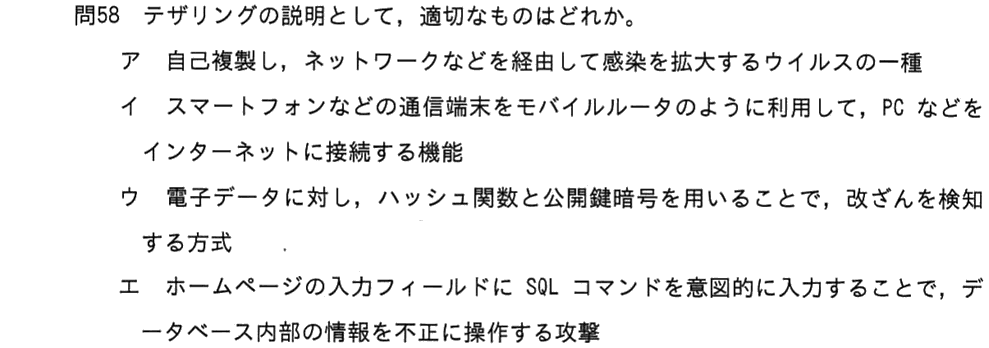 問58 テザリングの説明として，適切なものはどれか。
ア 自己複製し，ネットワークなどを経由して感染を拡大するウイルスの一種
イ スマートフォンなどの通信端末をモバイルルータのように利用して，PC などを
インターネットに接続する機能
ウ 電子データに対し，ハッシュ関数と公開鍵暗号を用いることで，改ざんを検知
する方式
エ ホームページの入力フィールドに SQL コマンドを意図的に入力することで，デ
ータベース内部の情報を不正に操作する攻撃